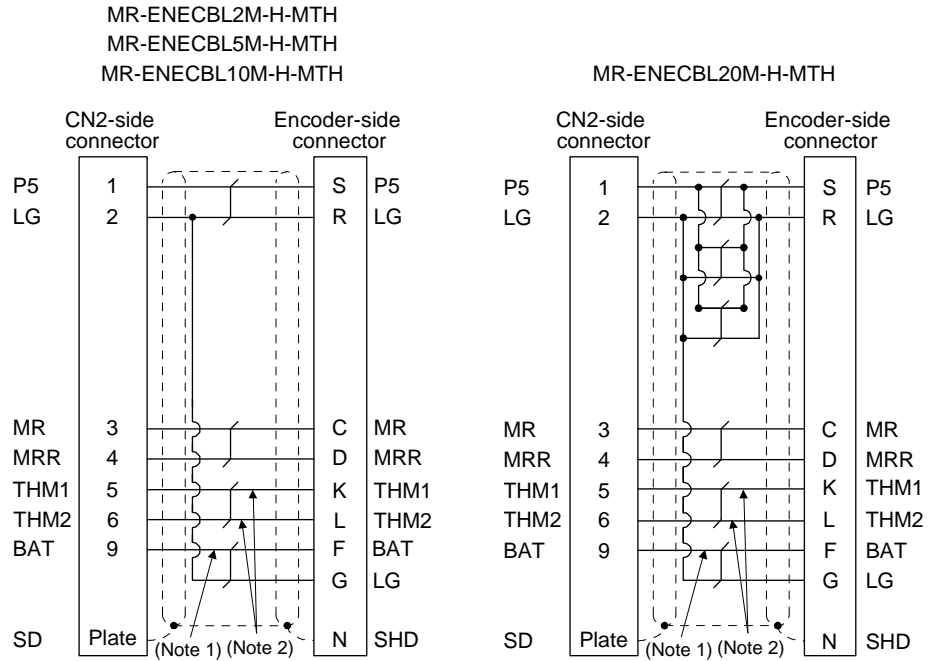 MR-ENECBL2M-H-MTH
MR-ENECBL5M-H-MTH
MR-ENECBL10M-H-MTH
CN2-side connector
Encoder-side connector
P5 1 S P5
LG 2 R LG
MR 3 C MR
MRR 4 D MRR
THM1 5 K THM1
THM2 6 L THM2
BAT 9 F BAT
G LG
SD Plate (Note 1) (Note 2) N SHD
MR-ENECBL20M-H-MTH
CN2-side connector
Encoder-side connector
P5 1 S P5
LG 2 R LG
MR 3 C MR
MRR 4 D MRR
THM1 5 K THM1
THM2 6 L THM2
BAT 9 F BAT
G LG
SD Plate (Note 1) (Note 2) N SHD